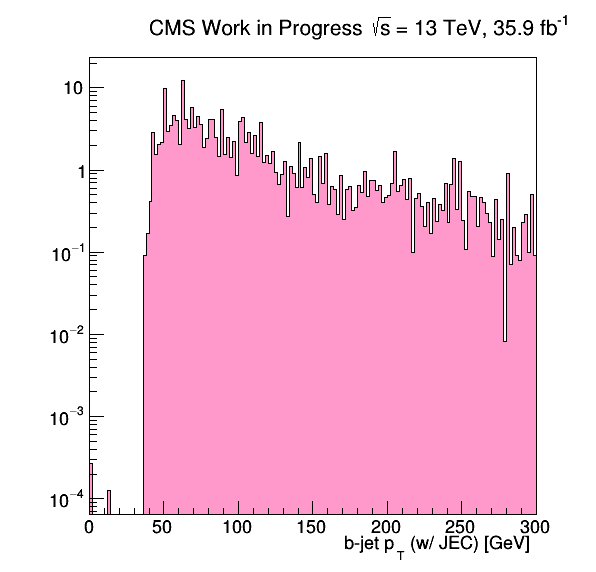 CMS Work in Progress √s = 13 TeV, 35.9 fb⁻¹
10
1
10⁻¹
10⁻²
10⁻³
10⁻⁴
0 50 100 150 200 250 300
b-jet p_T (w/ JEC) [GeV]